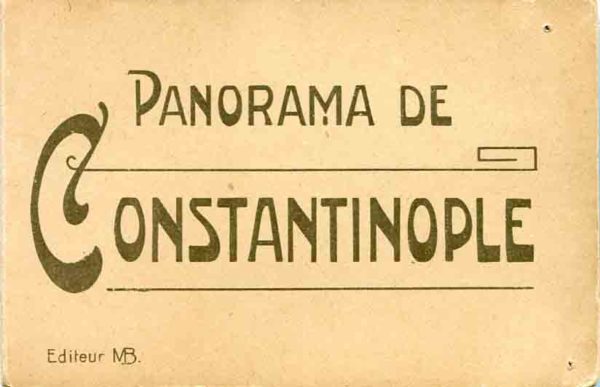 PANORAMA DE
CONSTANTINOPLE
Editeur MB.